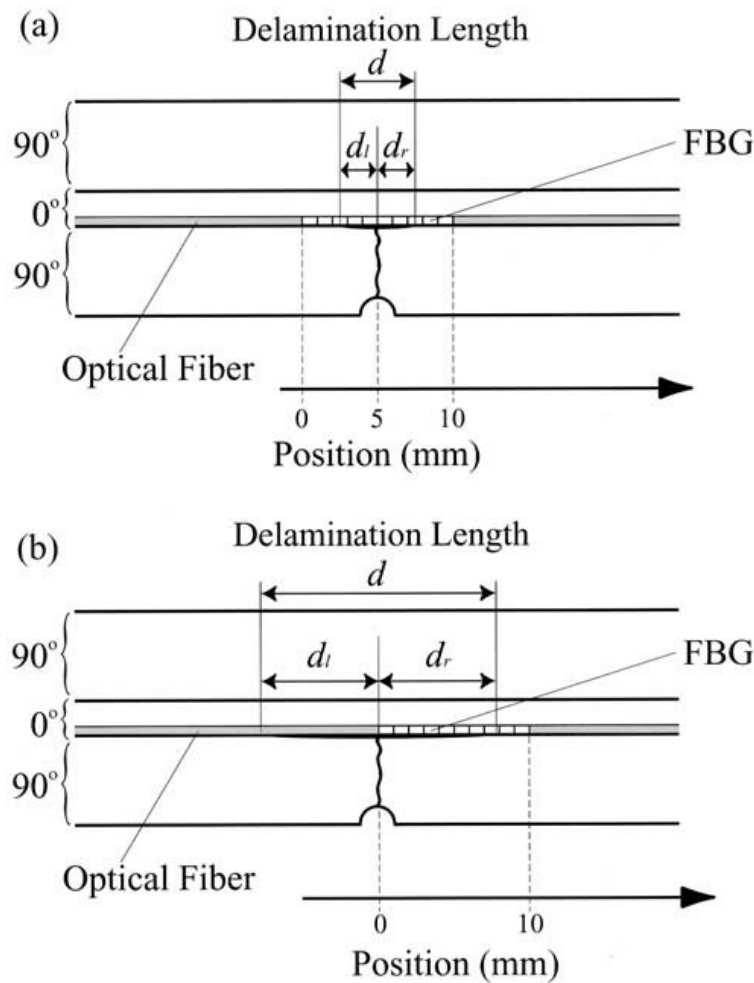 (a)
Delamination Length
d
90°
dl dr
FBG
0°
90°
Optical Fiber
0 5 10
Position (mm)
(b)
Delamination Length
d
90°
dl dr
FBG
0°
90°
Optical Fiber
0 10
Position (mm)